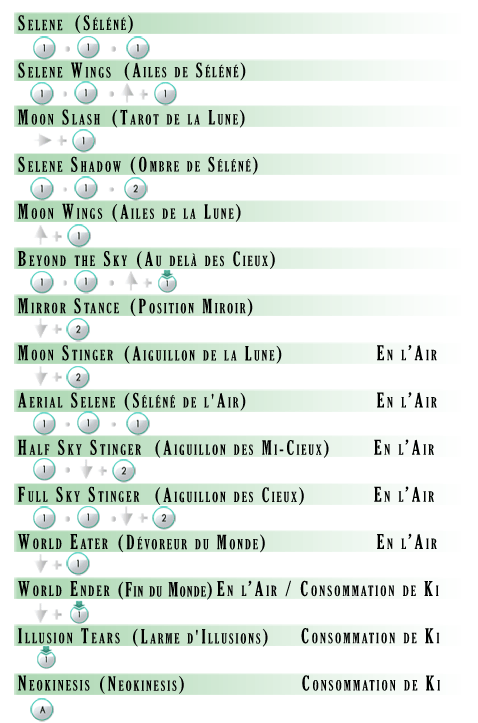 Selene (Séléné)
1 • 1 • 1
Selene Wings (Ailes de Séléné)
1 • 1 • + 1
Moon Slash (Tarot de la Lune)
+ 1
Selene Shadow (Ombre de Séléné)
1 • 1 • 2
Moon Wings (Ailes de la Lune)
+ 1
Beyond the Sky (Au delà des Cieux)
1 • 1 • + 1
Mirror Stance (Position Miroir)
+ 2
Moon Stinger (Aiguillon de la Lune) En l'Air
+ 2
Aerial Selene (Séléné de l'Air) En l'Air
1 • 1 • 1
Half Sky Stinger (Aiguillon des Mi-Cieux) En l'Air
1 • + 2
Full Sky Stinger (Aiguillon des Cieux) En l'Air
1 • 1 • + 2
World Eater (Dévoreur du Monde) En l'Air
+ 1
World Ender (Fin du Monde) En l'Air / Consommation de Ki
+ 1
Illusion Tears (Larme d'Illusions) Consommation de Ki
1
Neokinesis (Neokinesis) Consommation de Ki
A